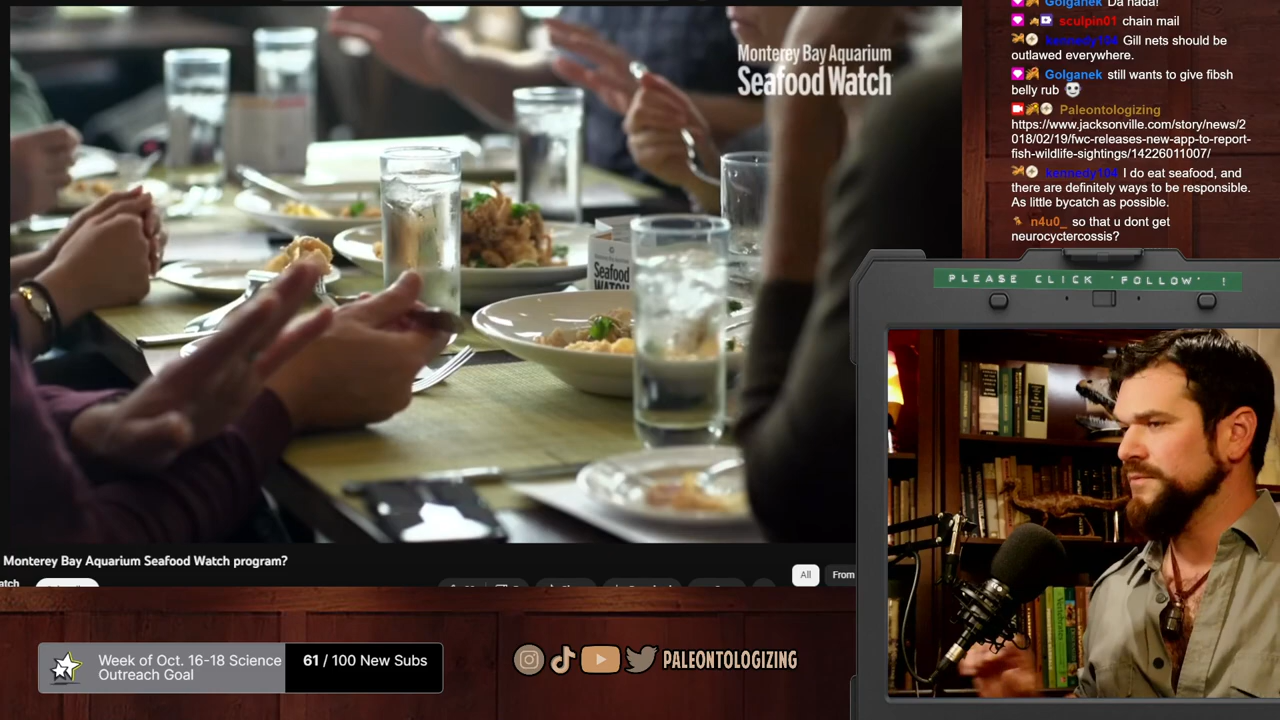 Monterey Bay Aquarium
Seafood Watch
Seafood
WATCH
Monterey Bay Aquarium Seafood Watch program?
All
From
Golganek Da nada!
sculpin01 chain mail
kennedy104 Gill nets should be
outlawed everywhere.
Golganek still wants to give fibsh
belly rub
Paleontologizing
https://www.jacksonville.com/story/news/2
018/02/19/fwc-releases-new-app-to-report-
fish-wildlife-sightings/14226011007/
kennedy104 I do eat seafood, and
there are definitely ways to be responsible.
As little bycatch as possible.
n4u0_ so that u dont get
neurocyctercossis?
PLEASE CLICK "FOLLOW" !
Week of Oct. 16-18 Science
Outreach Goal
61 / 100 New Subs
PALEONTOLOGIZING